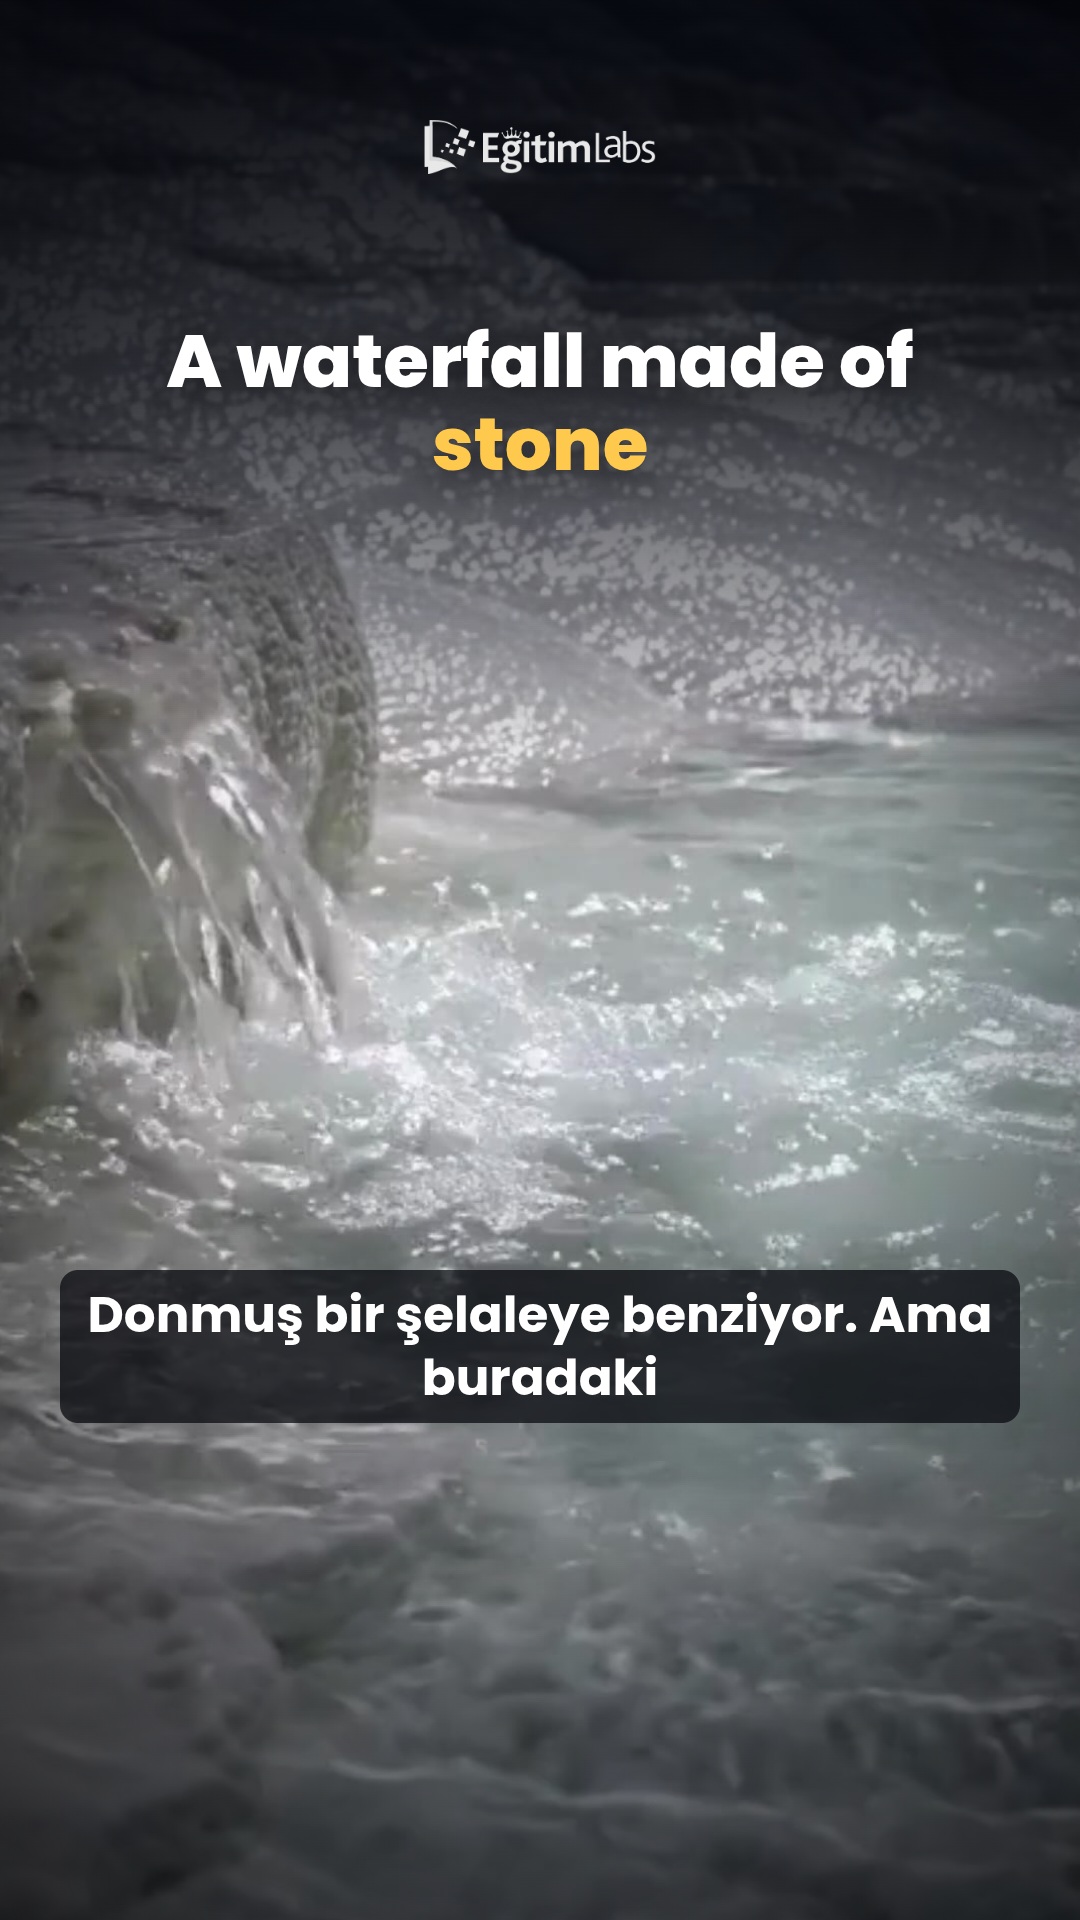 EgitimLabs
A waterfall made of
stone
Donmuş bir şelaleye benziyor. Ama
buradaki